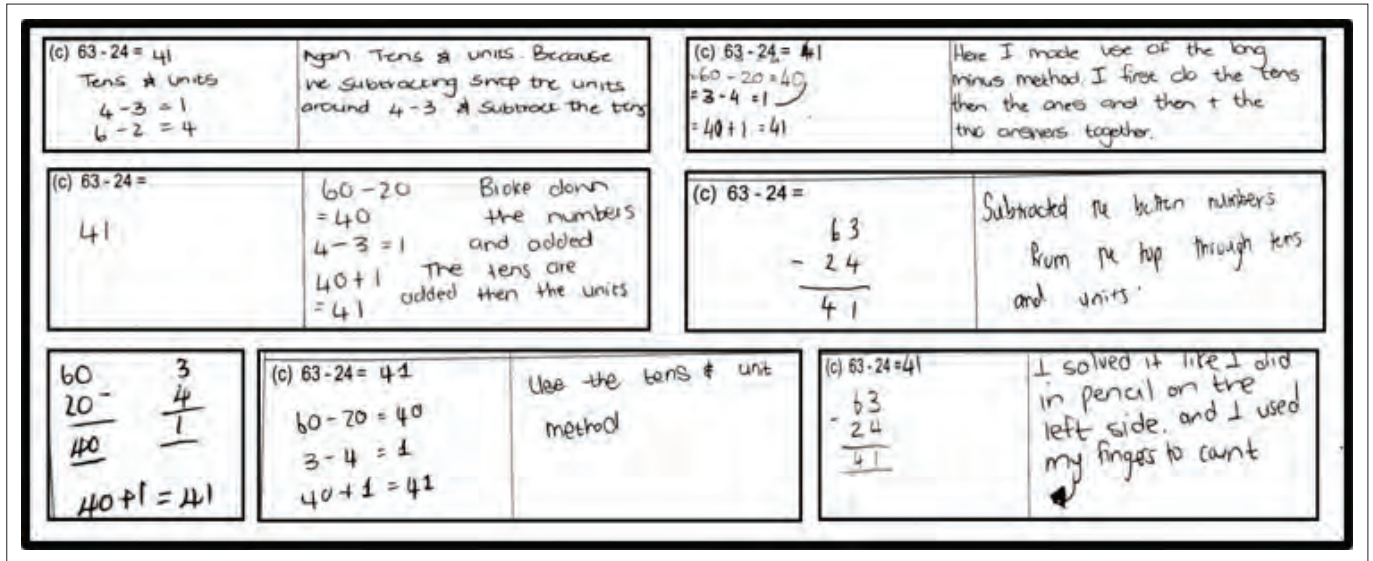 (c) 63 - 24 = 41
Tens & units
4 - 3 = 1
6 - 2 = 4
Again Tens & units. Because
we subtracting swap the units
around 4 - 3 & subtract the tens
(c) 63 - 24 = 41
60 - 20 = 40
= 3 - 4 = 1
= 40 + 1 = 41
Here I made use of the long
minus method. I first do the tens
then the ones and then + the
two answers together.
(c) 63 - 24 =
41
60 - 20 Broke down
= 40 the numbers
4 - 3 = 1 and added
40 + 1 The tens are
= 41 added then the units
(c) 63 - 24 =
63
- 24
41
Subtracted the bottom numbers
from the top through tens
and units.
60 3
20 - 4
40 1
40 + 1 = 41
(c) 63 - 24 = 41
60 - 20 = 40
3 - 4 = 1
40 + 1 = 41
Use the tens & unit
method
(c) 63 - 24 = 41
63
- 24
41
I solved it like I did
in pencil on the
left side. and I used
my fingers to count